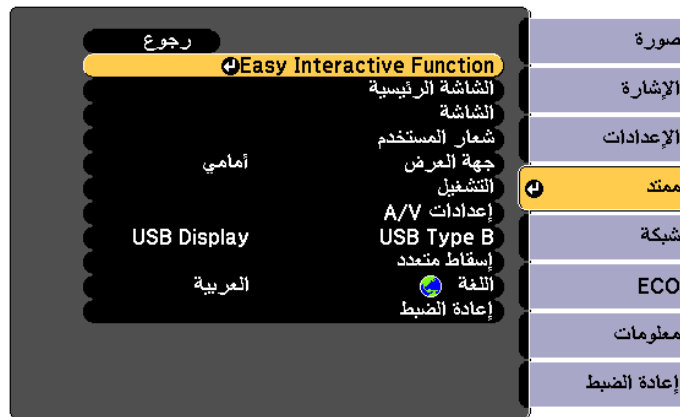 رجوع
Easy Interactive Function
الشاشة الرئيسية
الشاشة
شعار المستخدم
جهة العرض أمامي
التشغيل
إعدادات A/V
USB Type B USB Display
إسقاط متعدد
اللغة العربية
إعادة الضبط
صورة
الإشارة
الإعدادات
ممتد
شبكة
ECO
معلومات
إعادة الضبط